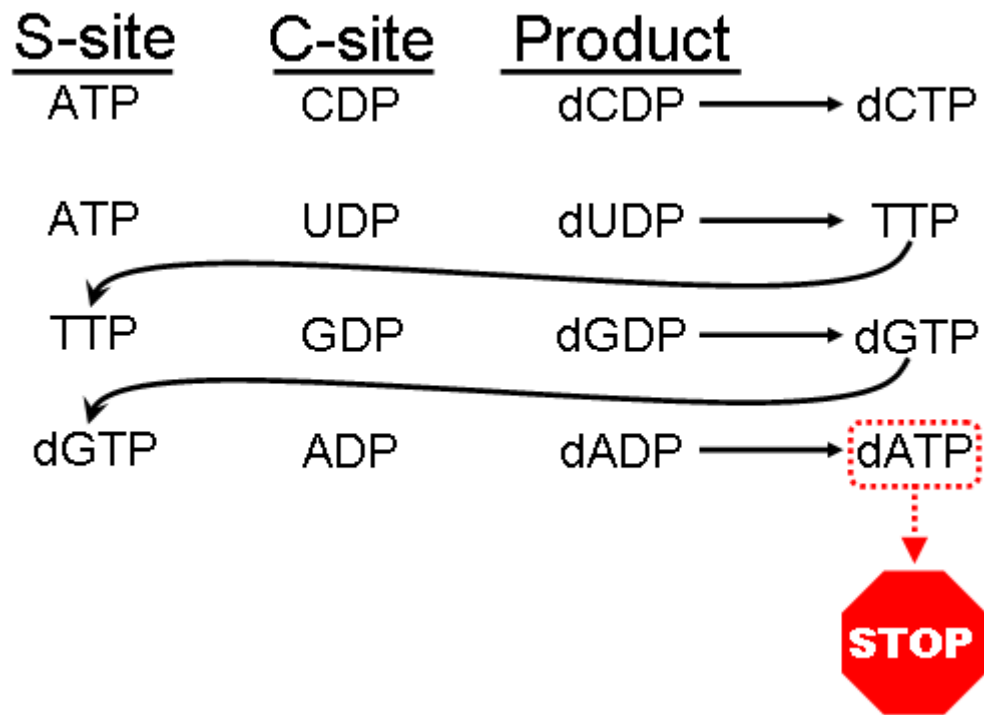 S-site C-site Product
ATP CDP dCDP dCTP
ATP UDP dUDP TTP
TTP GDP dGDP dGTP
dGTP ADP dADP dATP
STOP